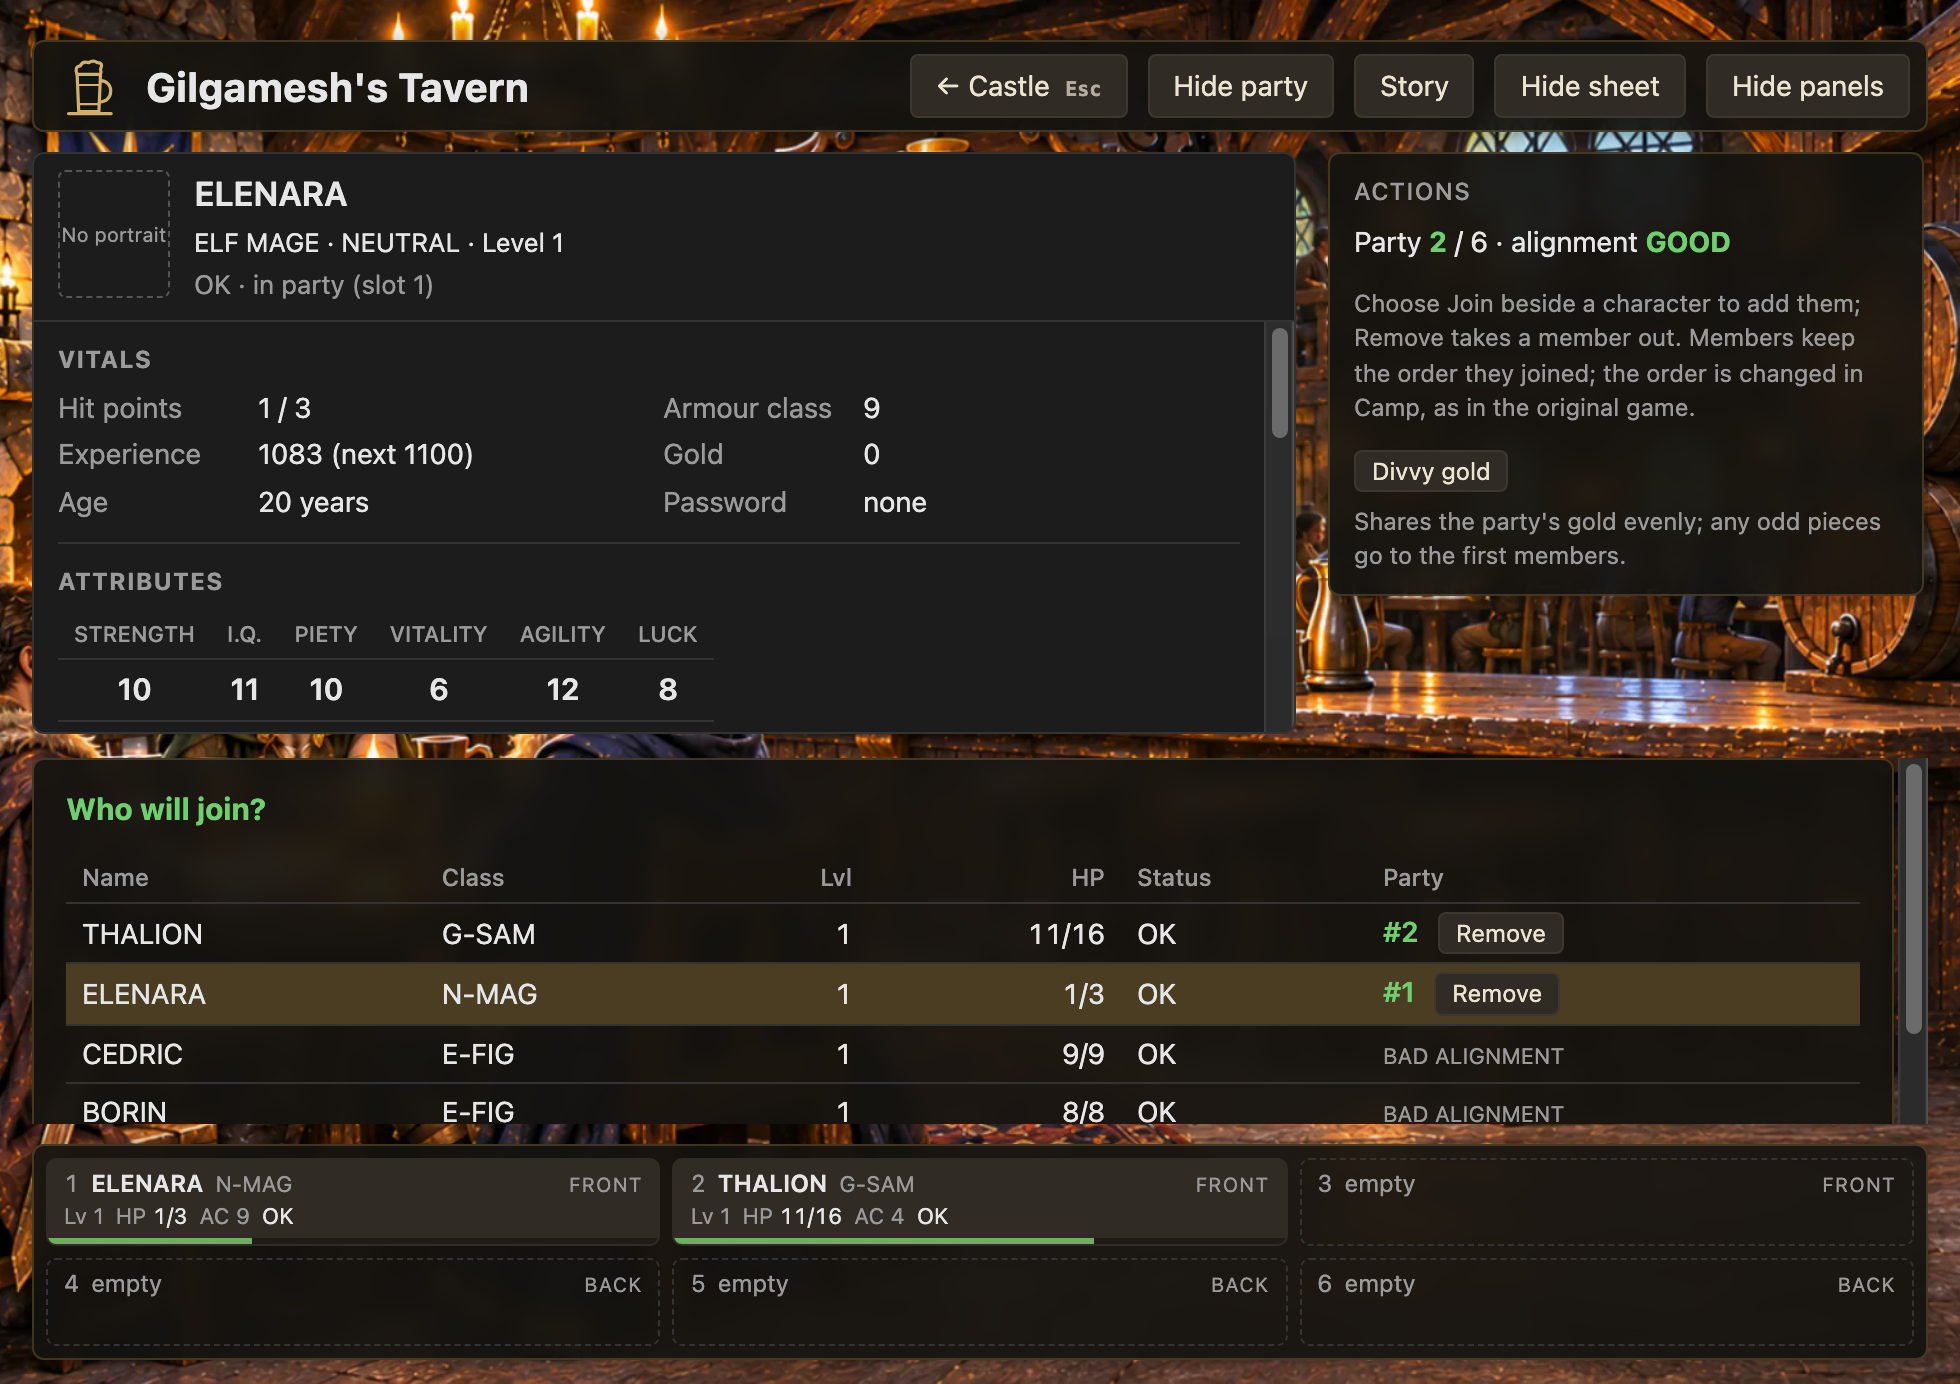 Gilgamesh's Tavern
← Castle Esc
Hide party
Story
Hide sheet
Hide panels
No portrait
ELENARA
ELF MAGE · NEUTRAL · Level 1
OK · in party (slot 1)
VITALS
Hit points 1 / 3 Armour class 9
Experience 1083 (next 1100) Gold 0
Age 20 years Password none
ATTRIBUTES
STRENGTH I.Q. PIETY VITALITY AGILITY LUCK
10 11 10 6 12 8
ACTIONS
Party 2 / 6 · alignment GOOD
Choose Join beside a character to add them;
Remove takes a member out. Members keep
the order they joined; the order is changed in
Camp, as in the original game.
Divvy gold
Shares the party's gold evenly; any odd pieces
go to the first members.
Who will join?
Name Class Lvl HP Status Party
THALION G-SAM 1 11/16 OK #2 Remove
ELENARA N-MAG 1 1/3 OK #1 Remove
CEDRIC E-FIG 1 9/9 OK BAD ALIGNMENT
BORIN E-FIG 1 8/8 OK BAD ALIGNMENT
1 ELENARA N-MAG FRONT
Lv 1 HP 1/3 AC 9 OK
2 THALION G-SAM FRONT
Lv 1 HP 11/16 AC 4 OK
3 empty FRONT
4 empty BACK
5 empty BACK
6 empty BACK